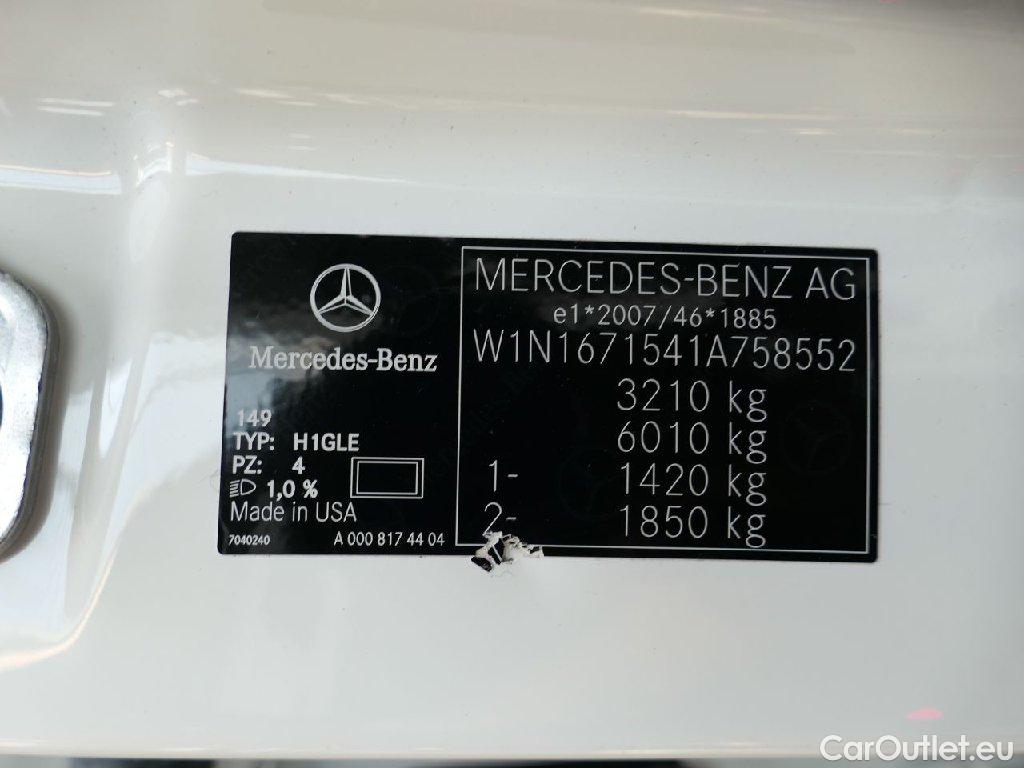 Mercedes-Benz
149
TYP: H1GLE
PZ: 4
1,0 %
Made in USA
7040240 A 000 817 44 04
MERCEDES-BENZ AG
e1*2007/46*1885
W1N1671541A758552
3210 kg
6010 kg
1- 1420 kg
2- 1850 kg
CarOutlet.eu